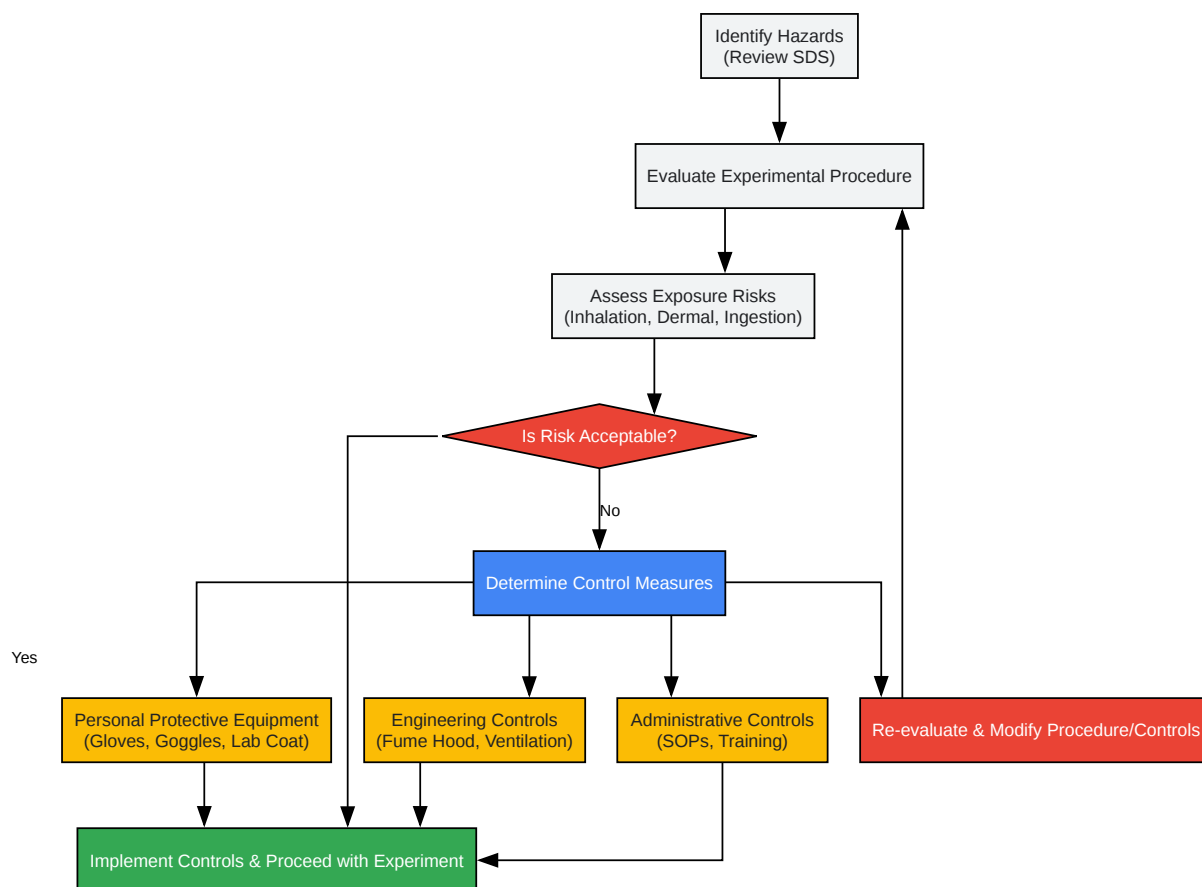 Identify Hazards
(Review SDS)
Evaluate Experimental Procedure
Assess Exposure Risks
(Inhalation, Dermal, Ingestion)
Is Risk Acceptable?
No
Determine Control Measures
Yes
Personal Protective Equipment
(Gloves, Goggles, Lab Coat)
Engineering Controls
(Fume Hood, Ventilation)
Administrative Controls
(SOPs, Training)
Re-evaluate & Modify Procedure/Controls
Implement Controls & Proceed with Experiment